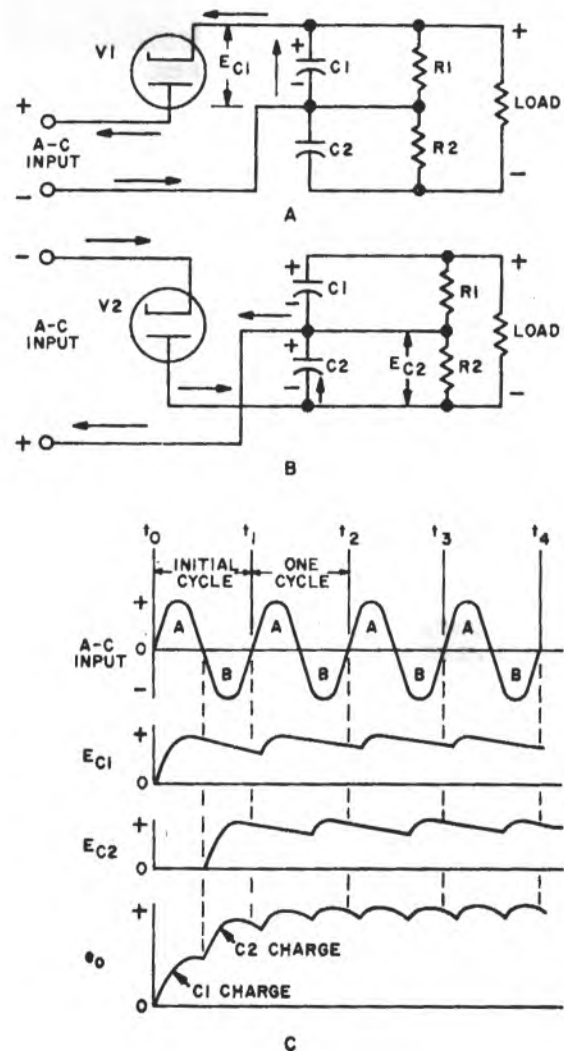 V1
E C1
+
-
C1
C2
R1
R2
+
LOAD
-
+
A-C
INPUT
-
A
-
V2
A-C
INPUT
+
+
C1
-
+
C2
-
E C2
R1
R2
+
LOAD
-
B
t0 t1 t2 t3 t4
INITIAL CYCLE
ONE CYCLE
+
A-C
INPUT
-
A B A B A B A B
E C1
+
0
E C2
+
0
e0
+
0
C2 CHARGE
C1 CHARGE
C